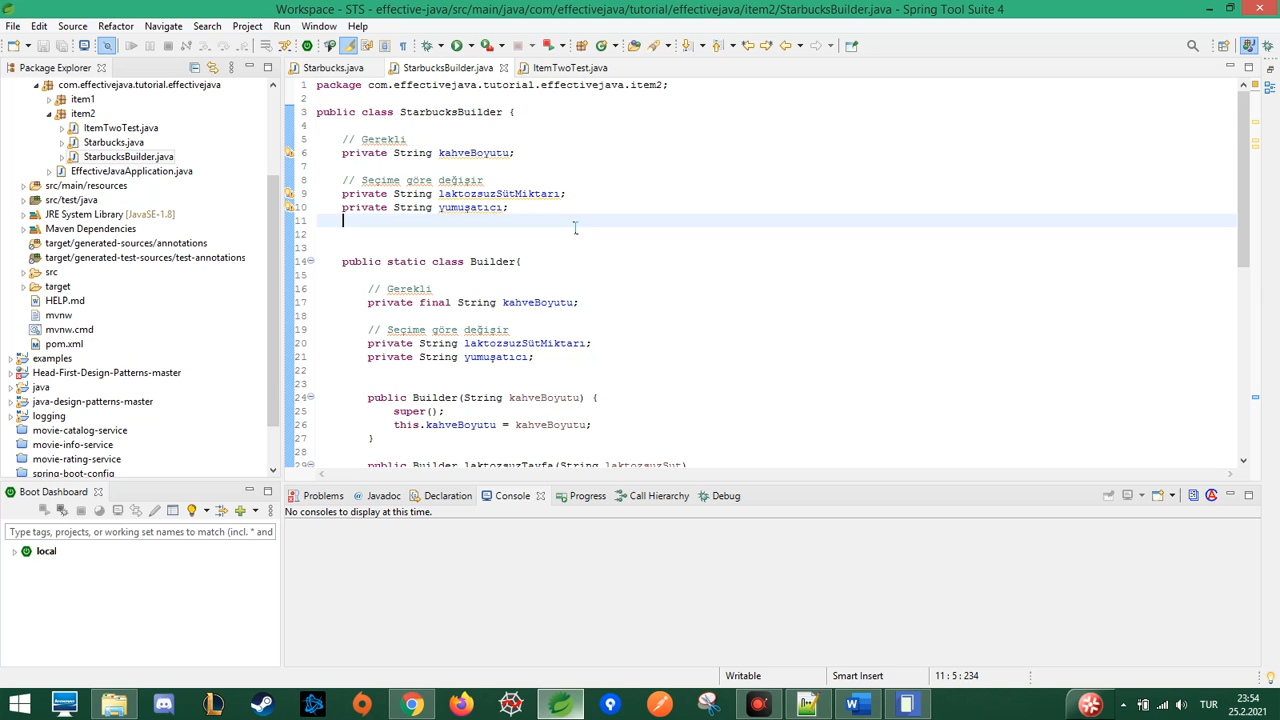 Workspace - STS - effective-java/src/main/java/com/effectivejava/tutorial/effectivejava/item2/StarbucksBuilder.java - Spring Tool Suite 4
File Edit Source Refactor Navigate Search Project Run Window Help
Package Explorer
com.effectivejava.tutorial.effectivejava
item1
item2
ItemTwoTest.java
Starbucks.java
StarbucksBuilder.java
EffectiveJavaApplication.java
src/main/resources
src/test/java
JRE System Library [JavaSE-1.8]
Maven Dependencies
target/generated-sources/annotations
target/generated-test-sources/test-annotations
src
target
HELP.md
mvnw
mvnw.cmd
pom.xml
examples
Head-First-Design-Patterns-master
java
java-design-patterns-master
logging
movie-catalog-service
movie-info-service
movie-rating-service
spring-boot-config
Starbucks.java StarbucksBuilder.java ItemTwoTest.java
1 package com.effectivejava.tutorial.effectivejava.item2;
2
3 public class StarbucksBuilder {
4
5 // Gerekli
6 private String kahveBoyutu;
7
8 // Seçime göre değişir
9 private String laktozsuzSütMiktarı;
10 private String yumuşatıcı;
11
12
13
14 public static class Builder{
15
16 // Gerekli
17 private final String kahveBoyutu;
18
19 // Seçime göre değişir
20 private String laktozsuzSütMiktarı;
21 private String yumuşatıcı;
22
23
24 public Builder(String kahveBoyutu) {
25 super();
26 this.kahveBoyutu = kahveBoyutu;
27 }
28
29 public Builder laktozsuzTayfa(String laktozsuzSut)
Boot Dashboard
Type tags, projects, or working set names to match (incl. * and
local
Problems Javadoc Declaration Console Progress Call Hierarchy Debug
No consoles to display at this time.
Writable Smart Insert 11 : 5 : 234
TUR
23:54
25.2.2021